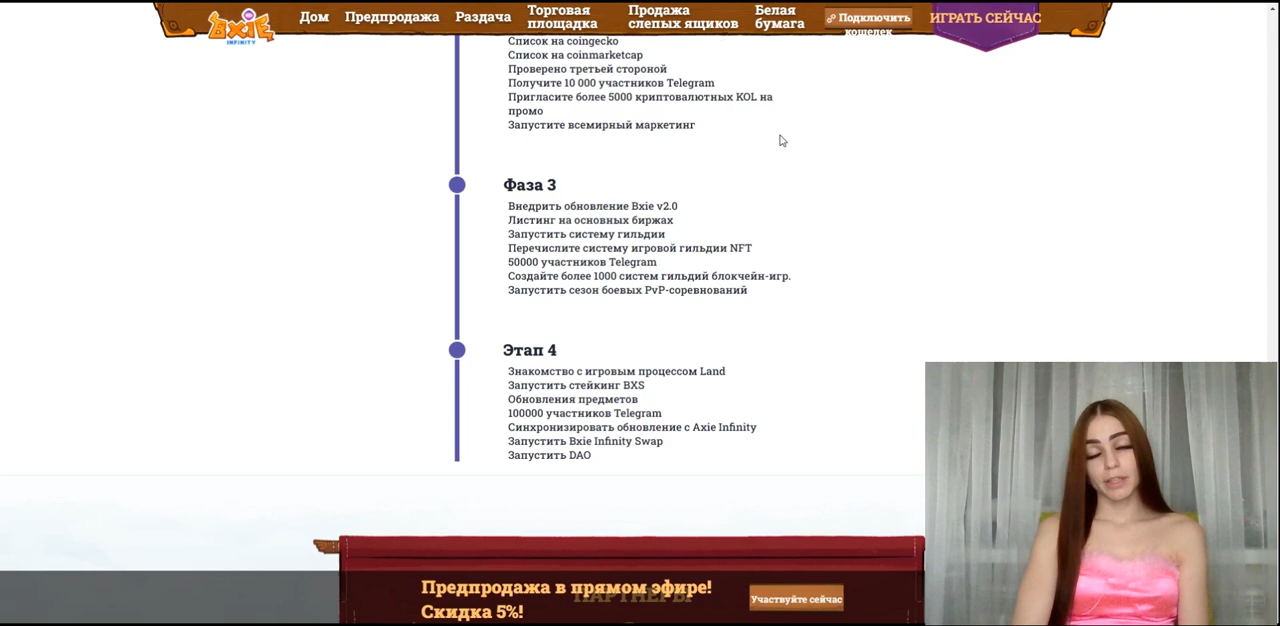 BXIE
INFINITY
Дом
Предпродажа
Раздача
Торговая
площадка
Продажа
слепых ящиков
Белая
бумага
Подключить
кошелек
ИГРАТЬ СЕЙЧАС
Список на coingecko
Список на coinmarketcap
Проверено третьей стороной
Получите 10 000 участников Telegram
Пригласите более 5000 криптовалютных KOL на
промо
Запустите всемирный маркетинг
Фаза 3
Внедрить обновление Bxie v2.0
Листинг на основных биржах
Запустить систему гильдии
Перечислите систему игровой гильдии NFT
50000 участников Telegram
Создайте более 1000 систем гильдий блокчейн-игр.
Запустить сезон боевых PvP-соревнований
Этап 4
Знакомство с игровым процессом Land
Запустить стейкинг BXS
Обновления предметов
100000 участников Telegram
Синхронизировать обновление с Axie Infinity
Запустить Bxie Infinity Swap
Запустить DAO
Предпродажа в прямом эфире!
Скидка 5%!
ПАРТНЕРЫ
Участвуйте сейчас